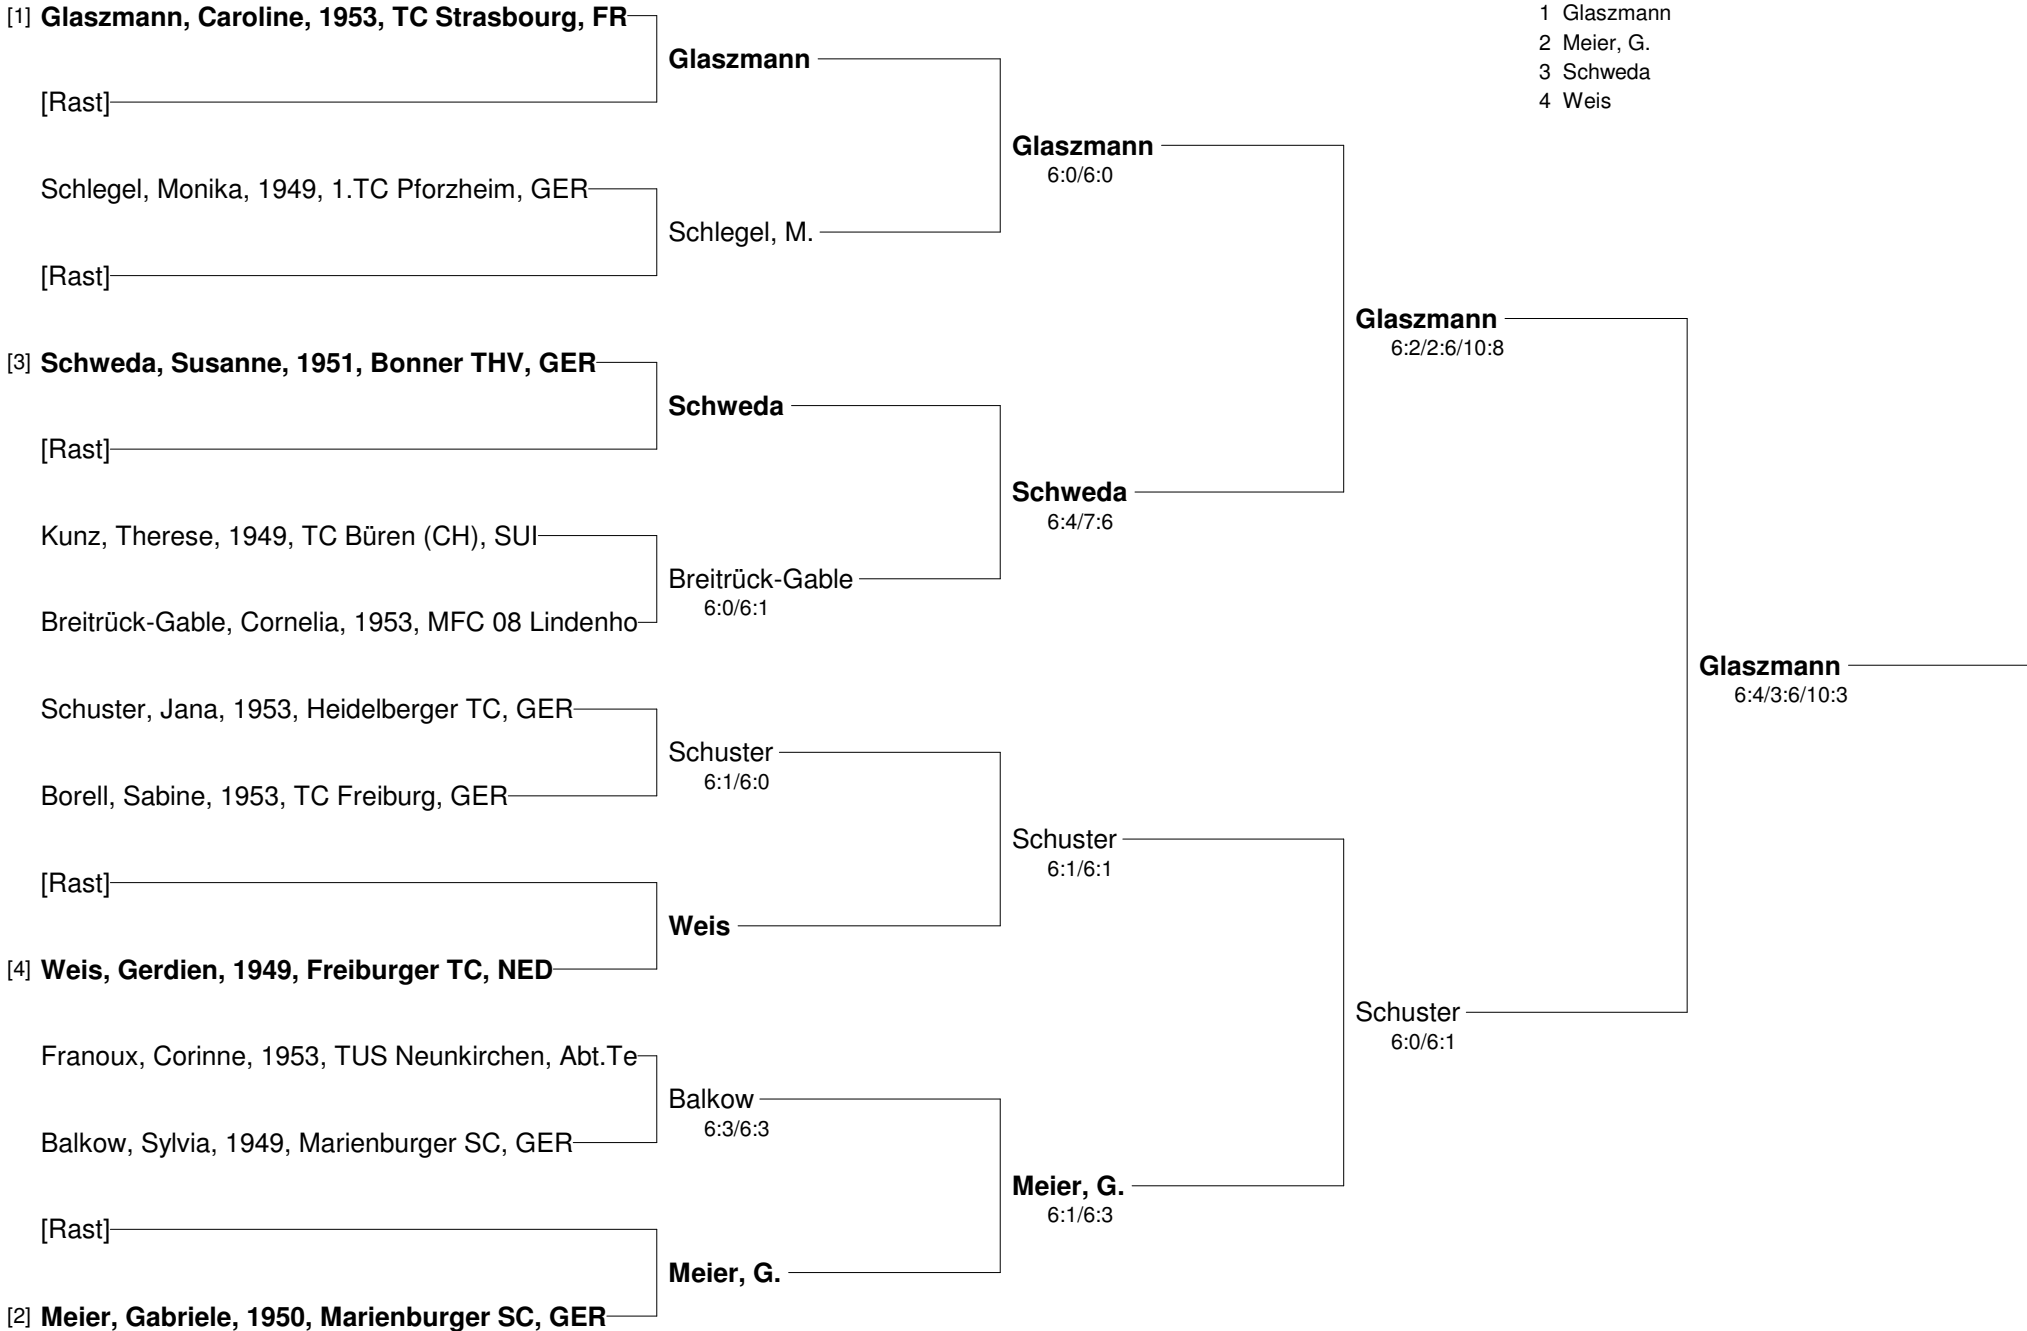 [1] Glaszmann, Caroline, 1953, TC Strasbourg, FR
[Rast]
Schlegel, Monika, 1949, 1.TC Pforzheim, GER
[Rast]
[3] Schweda, Susanne, 1951, Bonner THV, GER
[Rast]
Kunz, Therese, 1949, TC Büren (CH), SUI
Breitrück-Gable, Cornelia, 1953, MFC 08 Lindenho
Schuster, Jana, 1953, Heidelberger TC, GER
Borell, Sabine, 1953, TC Freiburg, GER
[Rast]
[4] Weis, Gerdien, 1949, Freiburger TC, NED
Franoux, Corinne, 1953, TUS Neunkirchen, Abt.Te
Balkow, Sylvia, 1949, Marienburger SC, GER
[Rast]
[2] Meier, Gabriele, 1950, Marienburger SC, GER
Glaszmann
Schlegel, M.
Schweda
Breitrück-Gable
6:0/6:1
Schuster
6:1/6:0
Weis
Balkow
6:3/6:3
Meier, G.
Glaszmann
6:0/6:0
Schweda
6:4/7:6
Schuster
6:1/6:1
Meier, G.
6:1/6:3
Glaszmann
6:2/2:6/10:8
Schuster
6:0/6:1
Glaszmann
6:4/3:6/10:3
1 Glaszmann
2 Meier, G.
3 Schweda
4 Weis